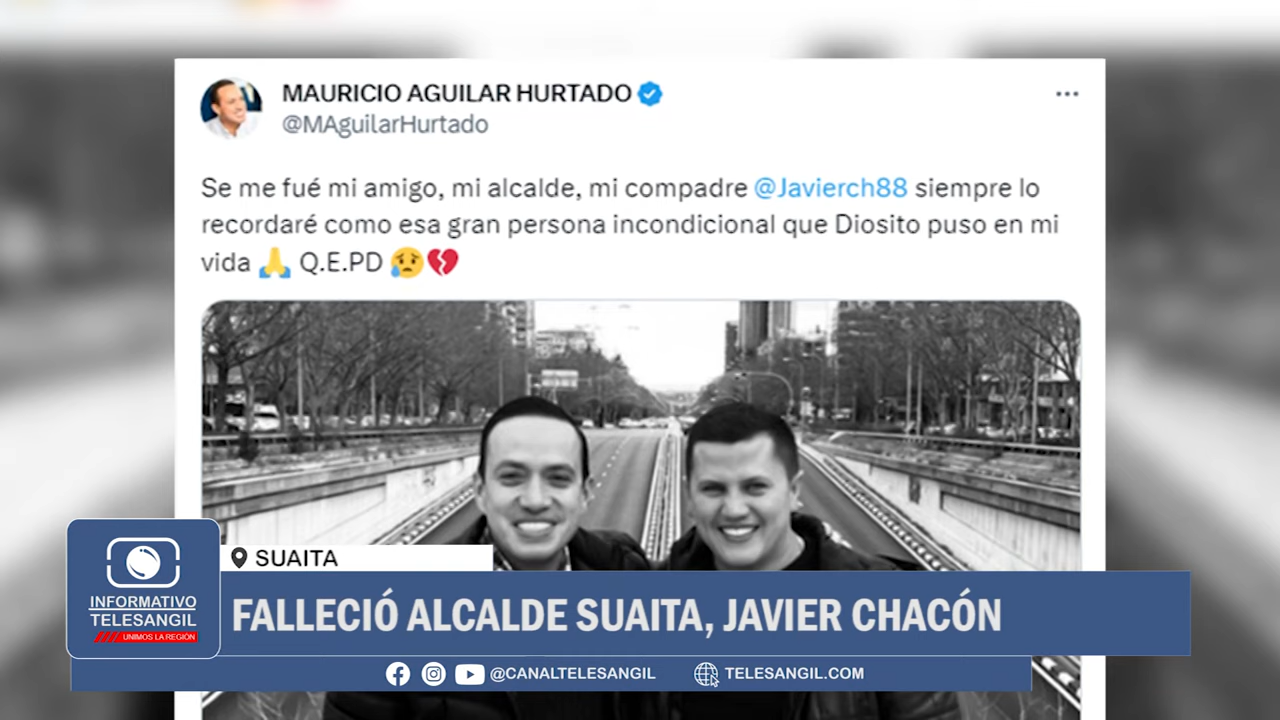 MAURICIO AGUILAR HURTADO
@MAguilarHurtado
Se me fué mi amigo, mi alcalde, mi compadre @Javierch88 siempre lo
recordaré como esa gran persona incondicional que Diosito puso en mi
vida 🙏 Q.E.PD 😥💔
SUAITA
INFORMATIVO
TELESANGIL
UNIMOS LA REGIÓN
FALLECIÓ ALCALDE SUAITA, JAVIER CHACÓN
@CANALTELESANGIL
TELESANGIL.COM